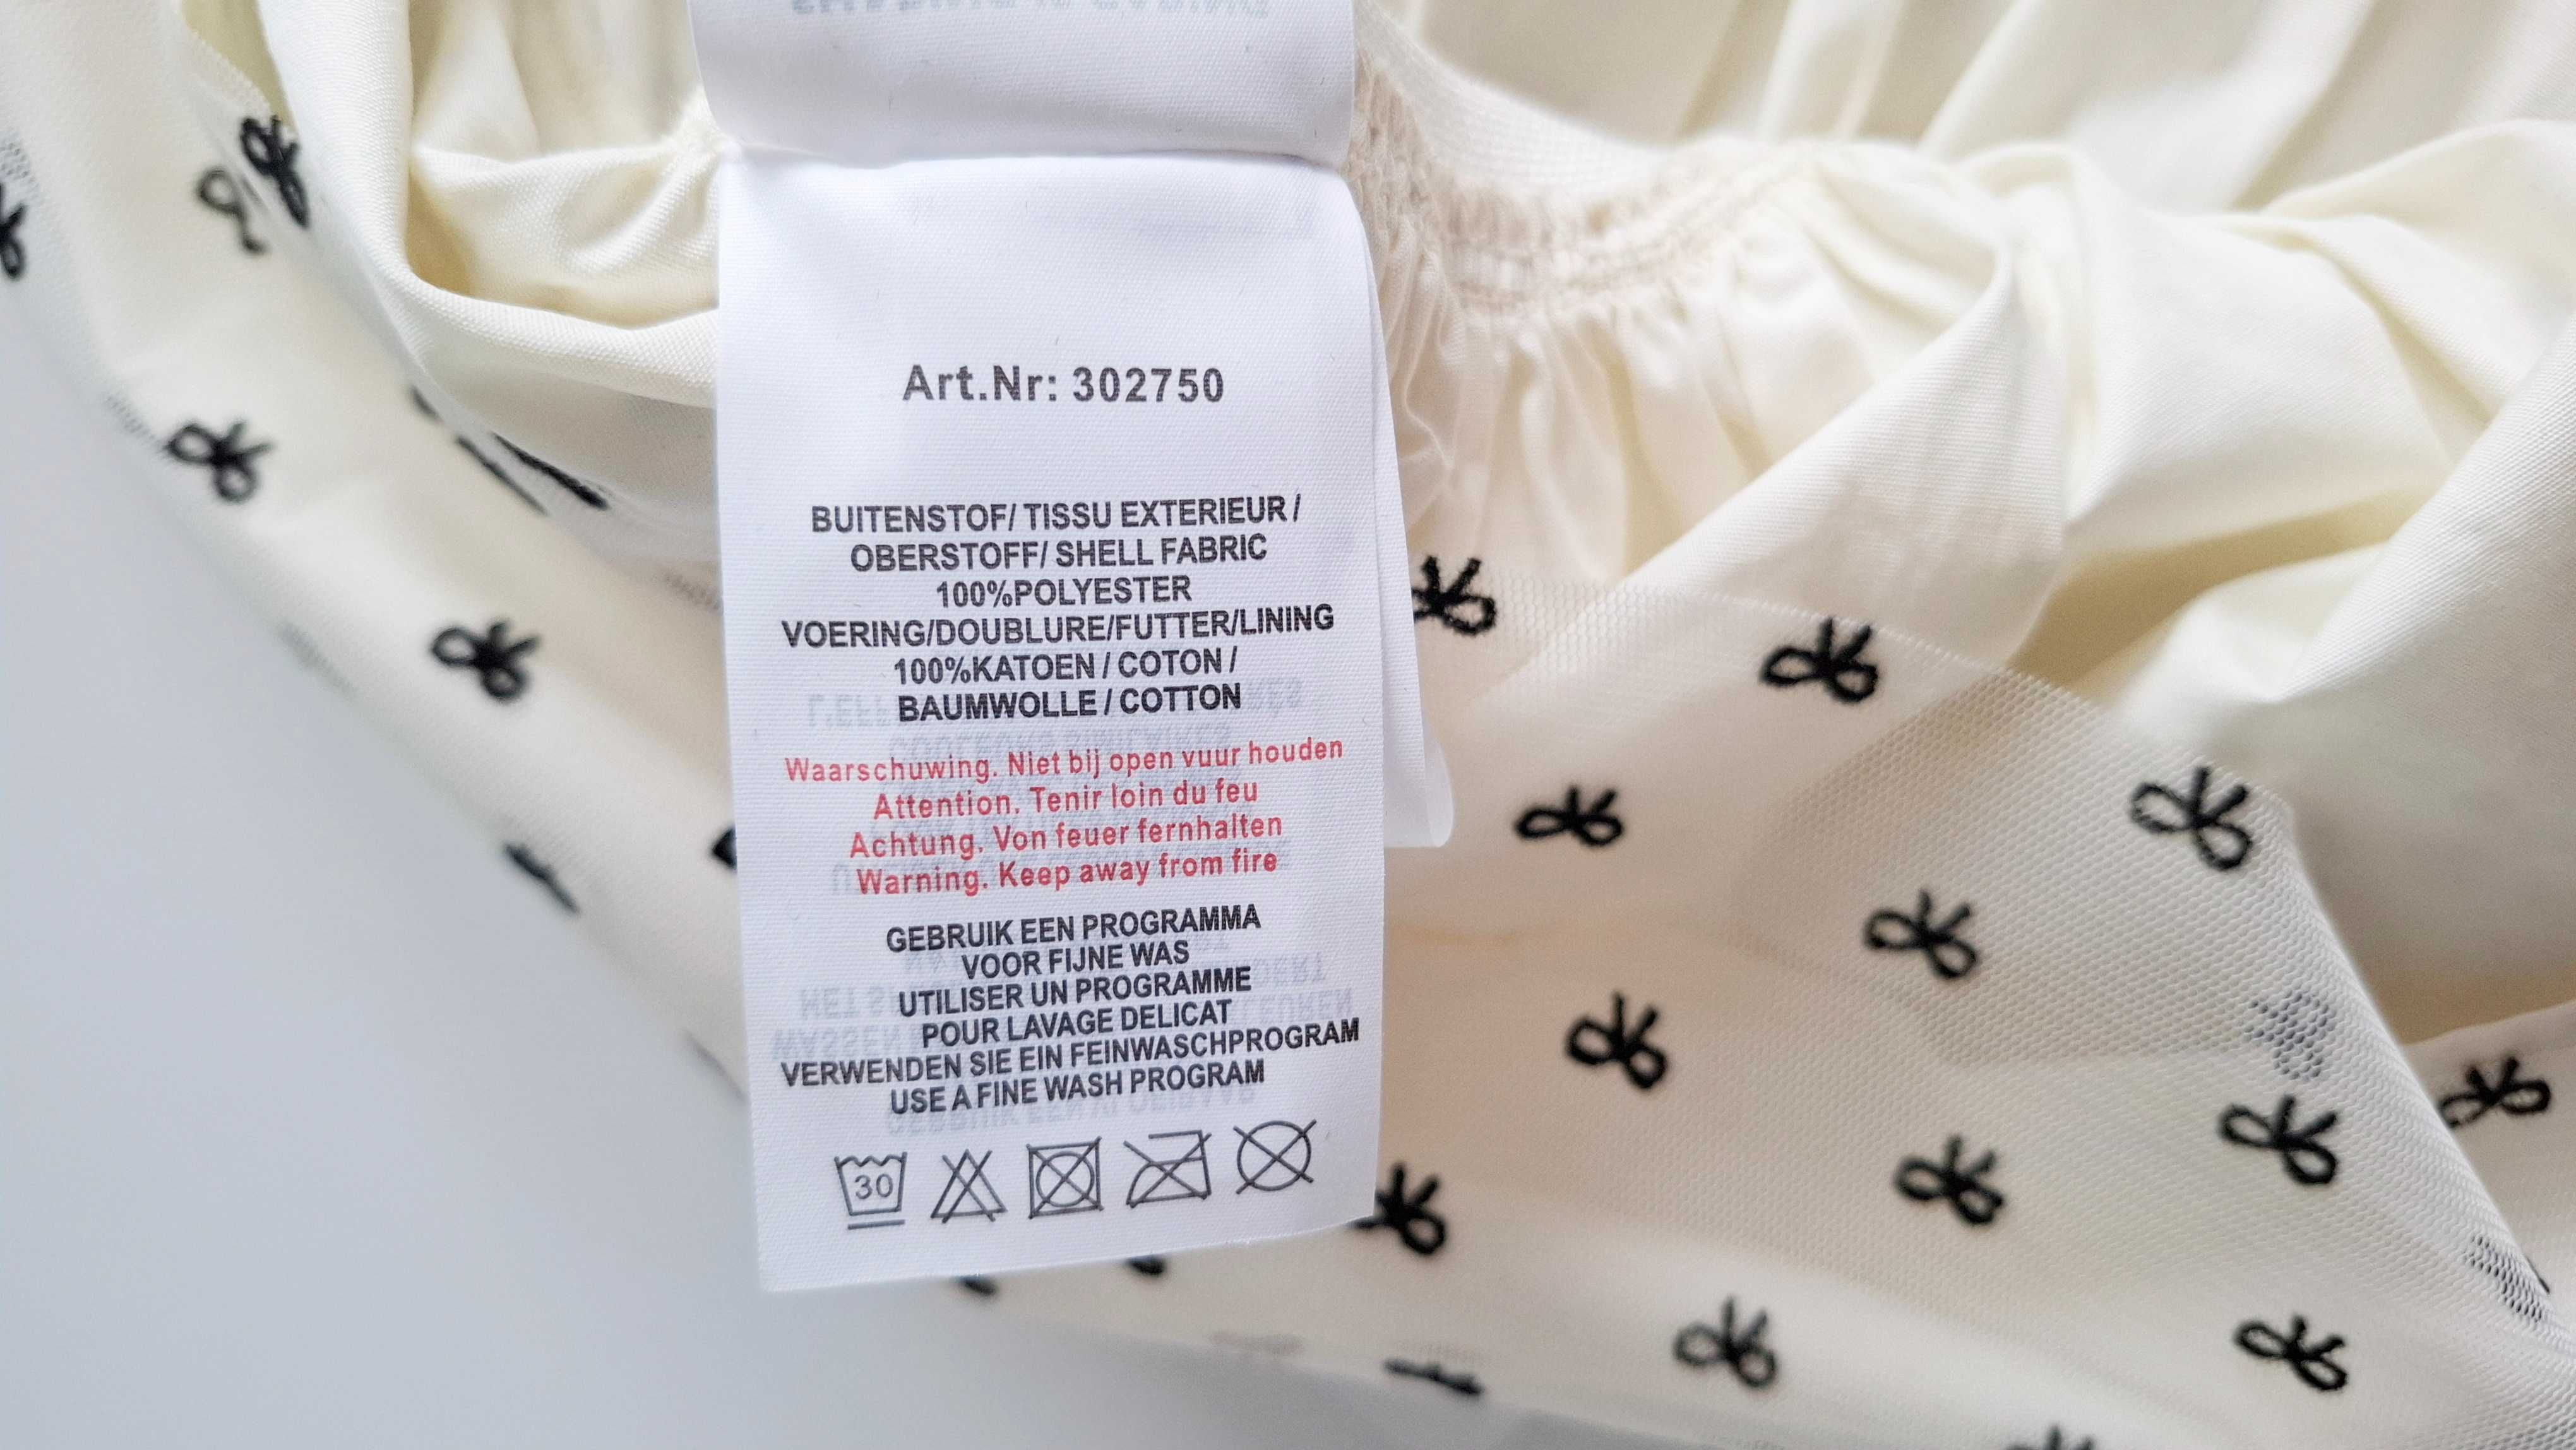 Art.Nr: 302750
BUITENSTOF/ TISSU EXTERIEUR /
OBERSTOFF/ SHELL FABRIC
100%POLYESTER
VOERING/DOUBLURE/FUTTER/LINING
100%KATOEN / COTON /
BAUMWOLLE / COTTON
Waarschuwing. Niet bij open vuur houden
Attention. Tenir loin du feu
Achtung. Von feuer fernhalten
Warning. Keep away from fire
GEBRUIK EEN PROGRAMMA
VOOR FIJNE WAS
UTILISER UN PROGRAMME
POUR LAVAGE DELICAT
VERWENDEN SIE EIN FEINWASCHPROGRAM
USE A FINE WASH PROGRAM
30